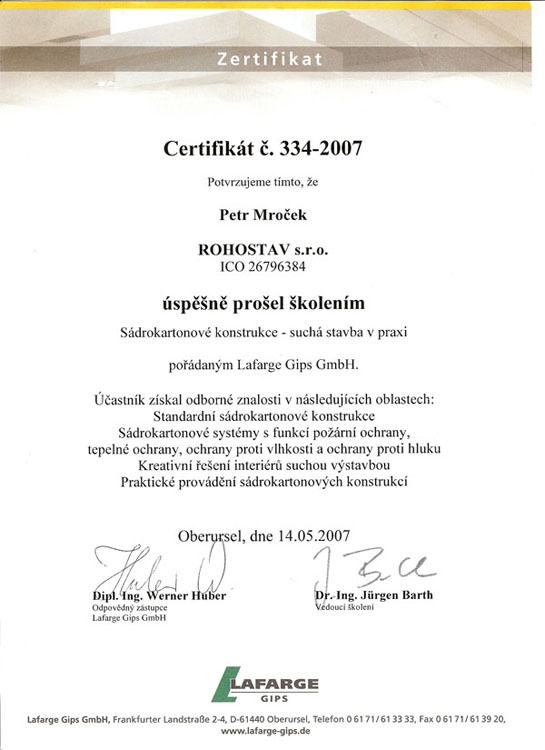 Zertifikat
Certifikát č. 334-2007
Potvrzujeme tímto, že
Petr Mroček
ROHOSTAV s.r.o.
ICO 26796384
úspěšně prošel školením
Sádrokartonové konstrukce - suchá stavba v praxi
pořádaným Lafarge Gips GmbH.
Účastník získal odborné znalosti v následujících oblastech:
Standardní sádrokartonové konstrukce
Sádrokartonové systémy s funkcí požární ochrany,
tepelné ochrany, ochrany proti vlhkosti a ochrany proti hluku
Kreativní řešení interiérů suchou výstavbou
Praktické provádění sádrokartonových konstrukcí
Oberursel, dne 14.05.2007
Dipl. Ing. Werner Huber
Odpovědný zástupce
Lafarge Gips GmbH
Dr. Ing. Jürgen Barth
Vedoucí školení
LAFARGE
GIPS
Lafarge Gips GmbH, Frankfurter Landstraße 2-4, D-61440 Oberursel, Telefon 0 61 71/ 61 33 33, Fax 0 61 71/ 61 39 20,
www.lafarge-gips.de